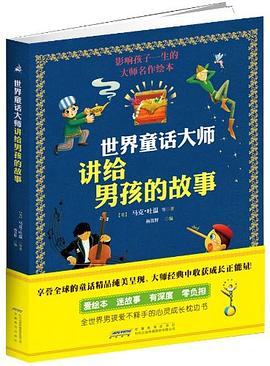 影响孩子一生的
大师名作绘本
世界童话大师
讲给
男孩的故事
[美] 马克·吐温 等◎著
享誉全球的童话精品纯美呈现，大师经典中收获成长正能量!
爱绘本 迷故事 有深度 零负担
全世界男孩爱不释手的心灵成长枕边书
世界童话大师
讲给
男孩的故事